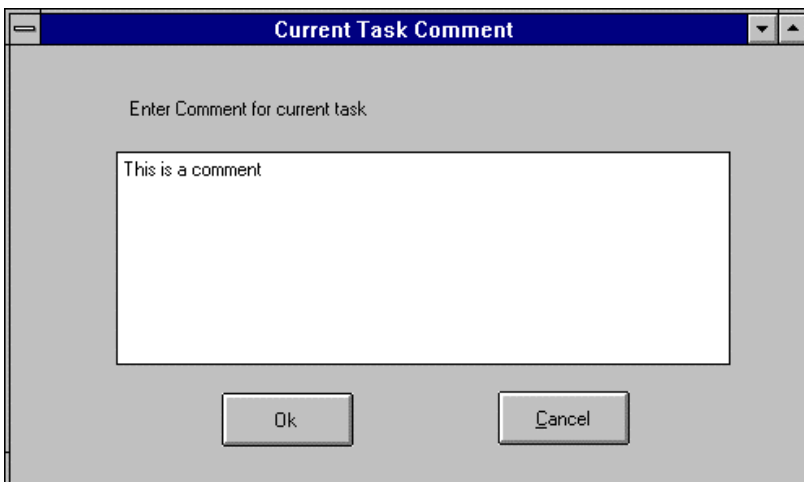 Current Task Comment
Enter Comment for current task
This is a comment
Ok
Cancel